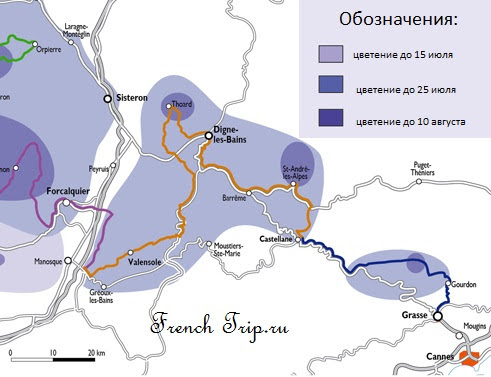 Обозначения:
цветение до 15 июля
цветение до 25 июля
цветение до 10 августа
Laragne-
Montéglin
Orpierre
Sisteron
Thoard
Digne-
les-Bains
St-André-
les-Alpes
Puget-
Théniers
Peyruis
Barrême
Forcalquier
Castellane
Moustiers-
Ste-Marie
Manosque
Valensole
Gréoux-
les-Bains
Gourdon
Grasse
Mougins
Cannes
French Trip.ru
0 10 20 km